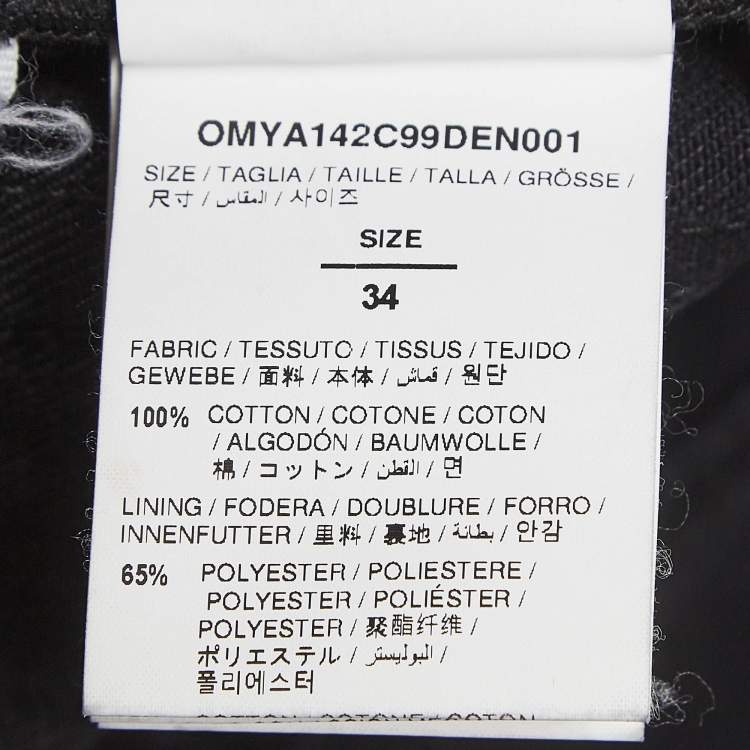 OMYA142C99DEN001
SIZE / TAGLIA / TAILLE / TALLA / GRÖSSE /
尺寸 / المقاس / 사이즈
SIZE
34
FABRIC / TESSUTO / TISSUS / TEJIDO /
GEWEBE / 面料 / 本体 / قماش / 원단
100% COTTON / COTONE / COTON
/ ALGODÓN / BAUMWOLLE /
棉 / コットン / القطن / 면
LINING / FODERA / DOUBLURE / FORRO /
INNENFUTTER / 里料 / 裏地 / بطانة / 안감
65% POLYESTER / POLIESTERE /
POLYESTER / POLIÉSTER /
POLYESTER / 聚酯纤维 /
ポリエステル / البوليستر /
폴리에스터
COTTON / COTONE / COTON